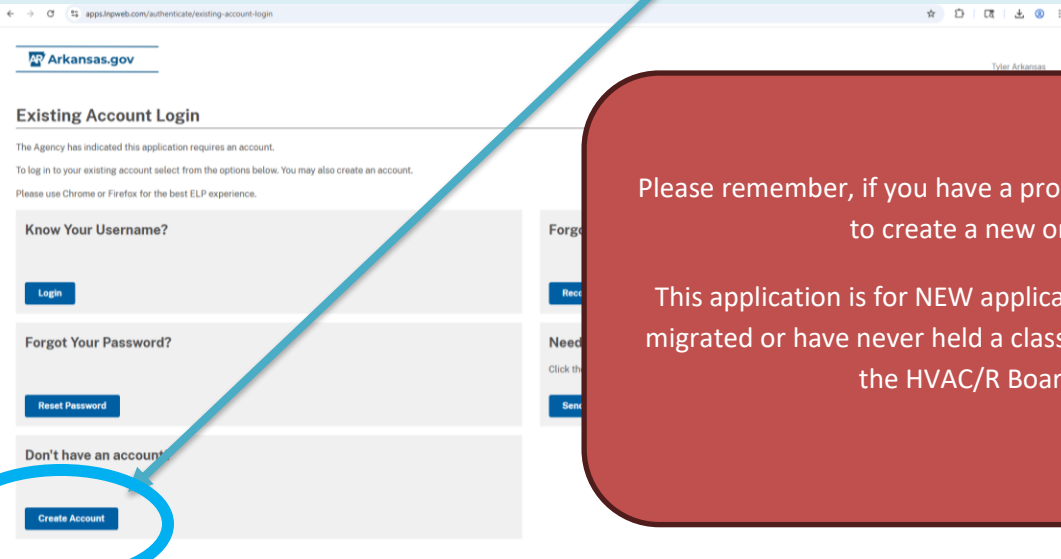 apps.lnpweb.com/authenticate/existing-account-login
AR Arkansas.gov
Tyler Arkansas
Existing Account Login
The Agency has indicated this application requires an account.
To log in to your existing account select from the options below. You may also create an account.
Please use Chrome or Firefox for the best ELP experience.
Know Your Username?
Login
Forgot Your Password?
Reset Password
Don't have an account?
Create Account
Need
Click
Please remember, if you have a
to create a new
This application is for NEW
migrated or have never held a
the HVAC/R